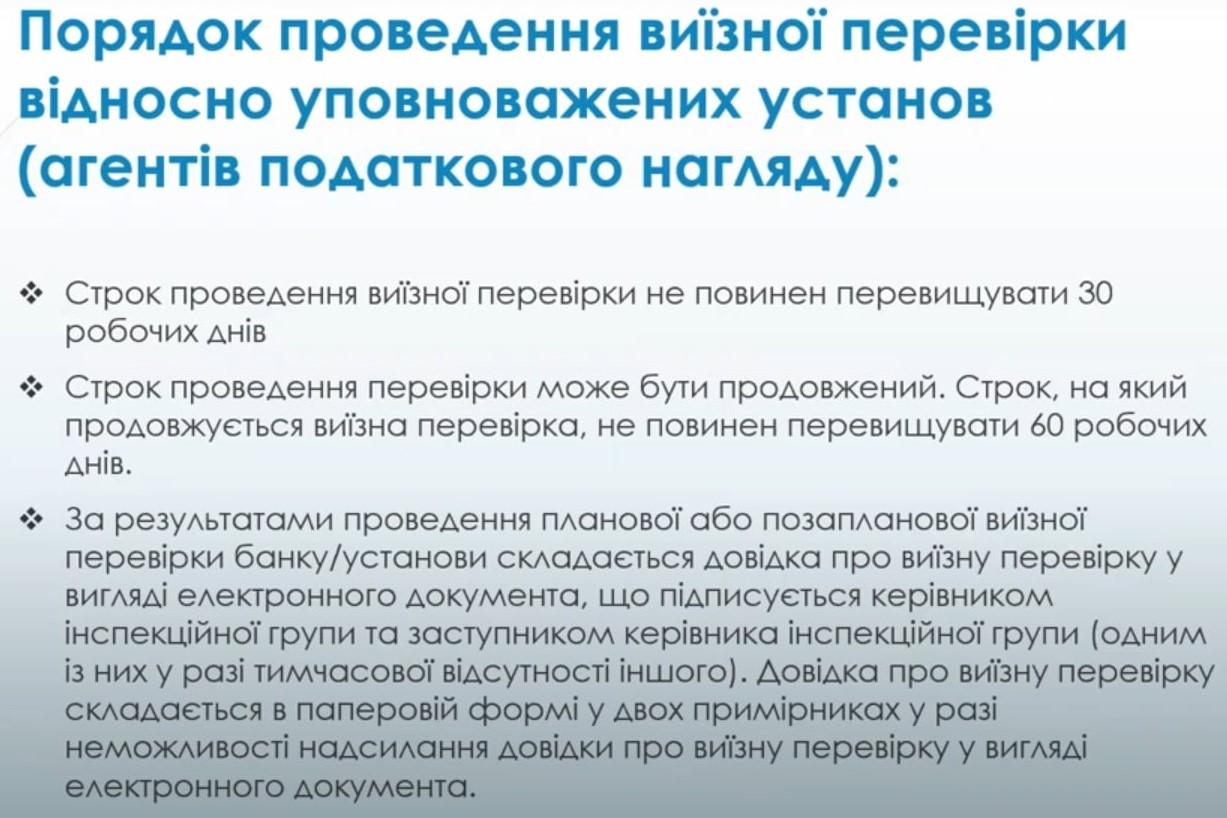 Порядок проведення виїзної перевірки
відносно уповноважених установ
(агентів податкового нагляду):
❖ Строк проведення виїзної перевірки не повинен перевищувати 30
робочих днів
❖ Строк проведення перевірки може бути продовжений. Строк, на який
продовжується виїзна перевірка, не повинен перевищувати 60 робочих
днів.
❖ За результатами проведення планової або позапланової виїзної
перевірки банку/установи складається довідка про виїзну перевірку у
вигляді електронного документа, що підписується керівником
інспекційної групи та заступником керівника інспекційної групи (одним
із них у разі тимчасової відсутності іншого). Довідка про виїзну перевірку
складається в паперовій формі у двох примірниках у разі
неможливості надсилання довідки про виїзну перевірку у вигляді
електронного документа.